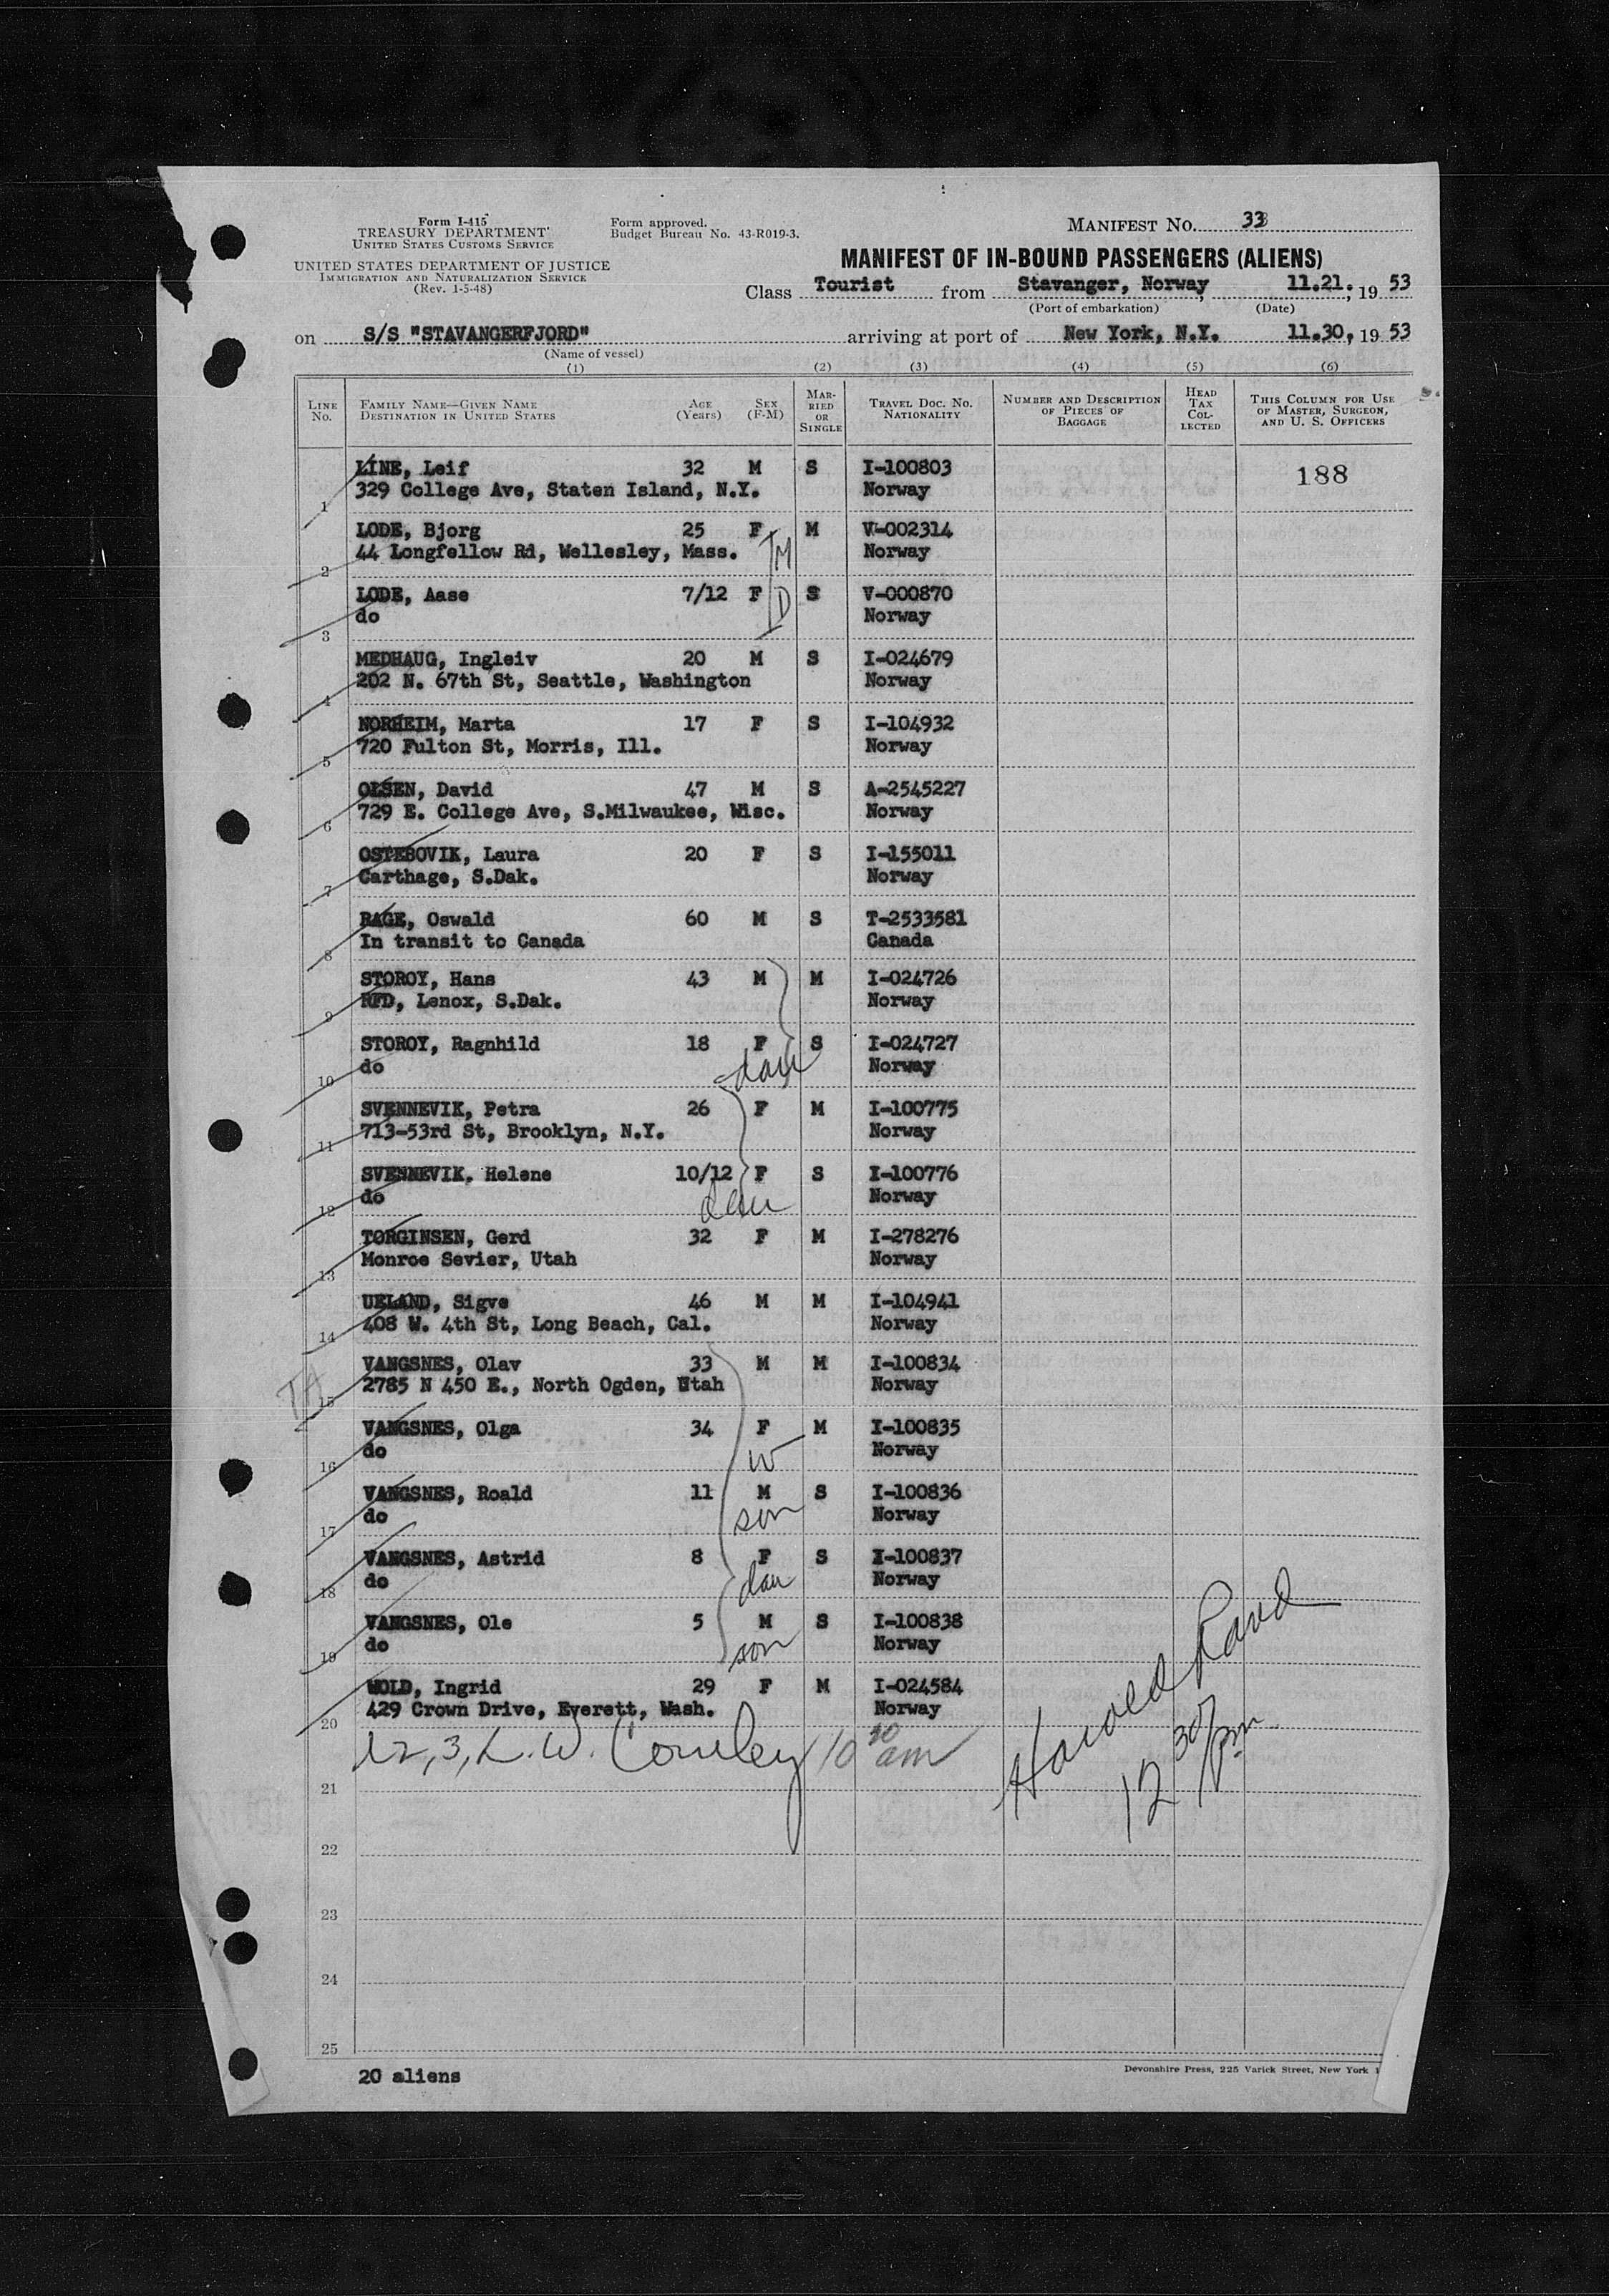 Form I-415
TREASURY DEPARTMENT
UNITED STATES CUSTOMS SERVICE
UNITED STATES DEPARTMENT OF JUSTICE
IMMIGRATION AND NATURALIZATION SERVICE
(Rev. 1-5-48)
Form approved.
Budget Bureau No. 43-R019-3.
MANIFEST NO. 33
MANIFEST OF IN-BOUND PASSENGERS (ALIENS)
Class Tourist from Stavanger, Norway, 11.21., 19 53
(Port of embarkation) (Date)
on S/S "STAVANGERFJORD" arriving at port of New York, N.Y. 11.30, 19 53
(Name of vessel)
(1) (2) (3) (4) (5) (6)
LINE No. FAMILY NAME—GIVEN NAME DESTINATION IN UNITED STATES AGE (Years) SEX (F-M) MARRIED OR SINGLE TRAVEL DOC. NO. NATIONALITY NUMBER AND DESCRIPTION OF PIECES OF BAGGAGE HEAD TAX COLLECTED THIS COLUMN FOR USE OF MASTER, SURGEON, AND U. S. OFFICERS
LINE, Leif 32 M S I-100803 188
1 329 College Ave, Staten Island, N.Y. Norway
LODE, Bjorg 25 F M V-002314
2 44 Longfellow Rd, Wellesley, Mass. M Norway
LODE, Aase 7/12 F D S V-000870
3 do Norway
MEDHAUG, Ingleiv 20 M S I-024679
4 202 N. 67th St, Seattle, Washington Norway
NORHEIM, Marta 17 F S I-104932
5 720 Fulton St, Morris, Ill. Norway
OLSEN, David 47 M S A-2545227
6 729 E. College Ave, S.Milwaukee, Wisc. Norway
OSTEBOVIK, Laura 20 F S I-155011
7 Carthage, S.Dak. Norway
RAGE, Oswald 60 M S T-2533581
8 In transit to Canada Canada
STOROY, Hans 43 M M I-024726
9 RFD, Lenox, S.Dak. Norway
STOROY, Ragnhild 18 F S I-024727
10 do dau Norway
SVENNEVIK, Petra 26 F M I-100775
11 713-53rd St, Brooklyn, N.Y. Norway
SVENNEVIK, Helene 10/12 F S I-100776
12 do dau Norway
TORGINSEN, Gerd 32 F M I-278276
13 Monroe Sevier, Utah Norway
UELAND, Sigve 46 M M I-104941
14 408 W. 4th St, Long Beach, Cal. Norway
VANGSNES, Olav 33 M M I-100834
15 2785 N 450 E., North Ogden, Utah Norway
VANGSNES, Olga 34 F M I-100835
16 do w Norway
VANGSNES, Roald 11 M S I-100836
17 do son Norway
VANGSNES, Astrid 8 F S I-100837
18 do dau Norway
VANGSNES, Ole 5 M S I-100838
19 do son Norway
WOLD, Ingrid 29 F M I-024584
20 429 Crown Drive, Everett, Wash. Norway
2, 3, L. W. 10 am
Harold Rand
12 30 pm
21
22
23
24
25
20 aliens
Devonshire Press, 225 Varick Street, New York 1